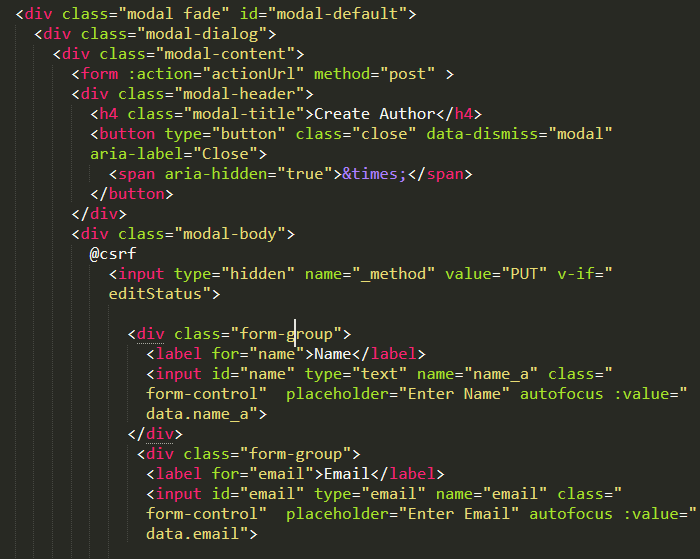 <div class="modal fade" id="modal-default">
<div class="modal-dialog">
<div class="modal-content">
<form :action="actionUrl" method="post" >
<div class="modal-header">
<h4 class="modal-title">Create Author</h4>
<button type="button" class="close" data-dismiss="modal"
aria-label="Close">
<span aria-hidden="true">&times;</span>
</button>
</div>
<div class="modal-body">
@csrf
<input type="hidden" name="_method" value="PUT" v-if="
editStatus">
<div class="form-group">
<label for="name">Name</label>
<input id="name" type="text" name="name_a" class="
form-control"  placeholder="Enter Name" autofocus :value="
data.name_a">
</div>
<div class="form-group">
<label for="email">Email</label>
<input id="email" type="email" name="email" class="
form-control"  placeholder="Enter Email" autofocus :value="
data.email">